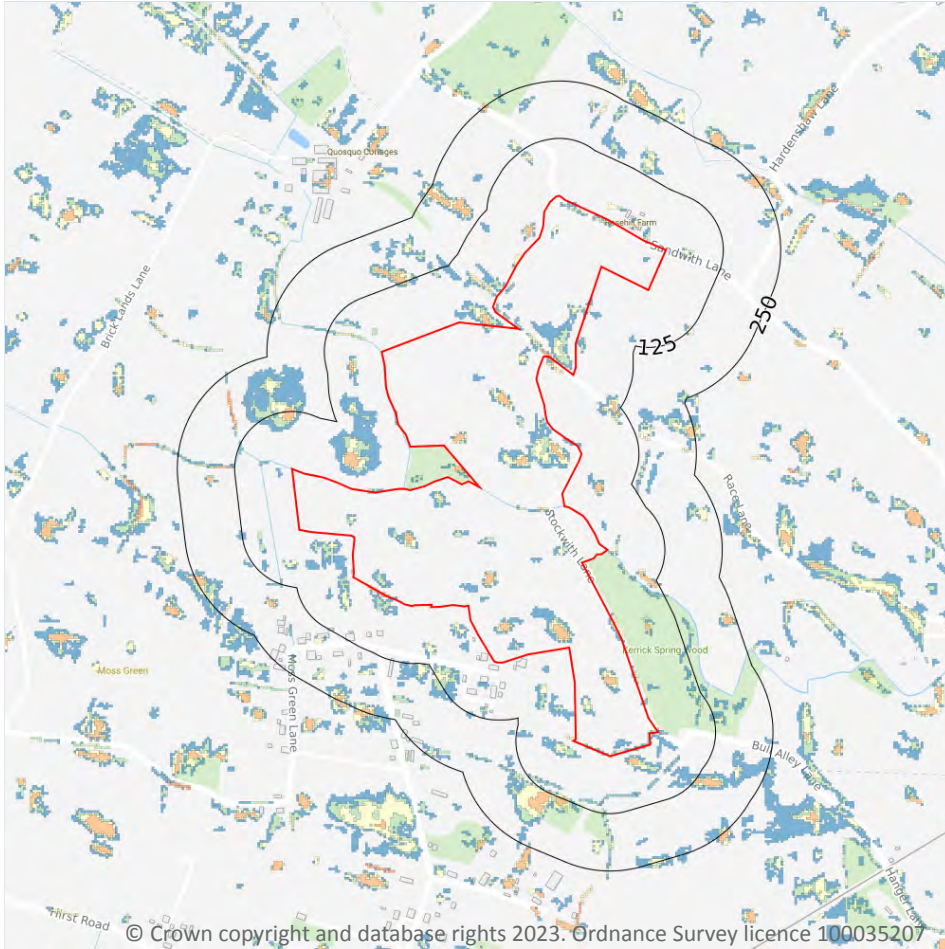 Quosquo Cottages
Hardenshaw Lane
Rosehill Farm
Sandwith Lane
Brick Lands Lane
250
125
Race Lane
Stockwith Lane
Kerrick Spring Wood
Moss Green
Moss Green Lane
Bull Alley Lane
Hanger Lane
Hirst Road
© Crown copyright and database rights 2023. Ordnance Survey licence 100035207